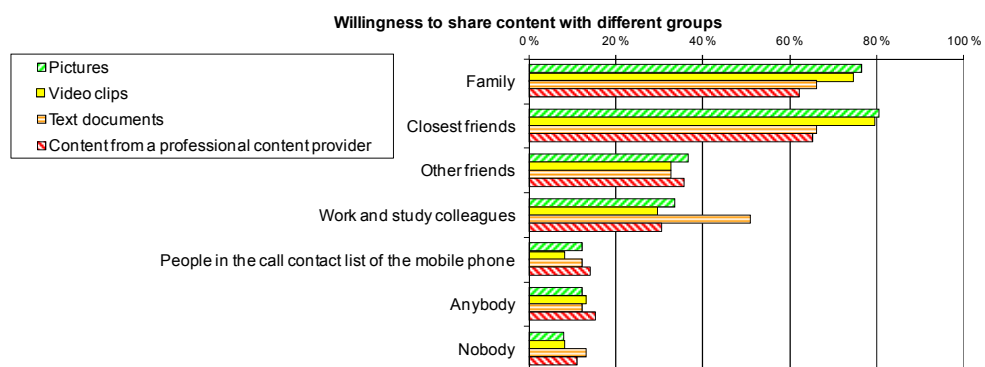 Willingness to share content with different groups
0 % 20 % 40 % 60 % 80 % 100 %
Pictures
Video clips
Text documents
Content from a professional content provider
Family
Closest friends
Other friends
Work and study colleagues
People in the call contact list of the mobile phone
Anybody
Nobody